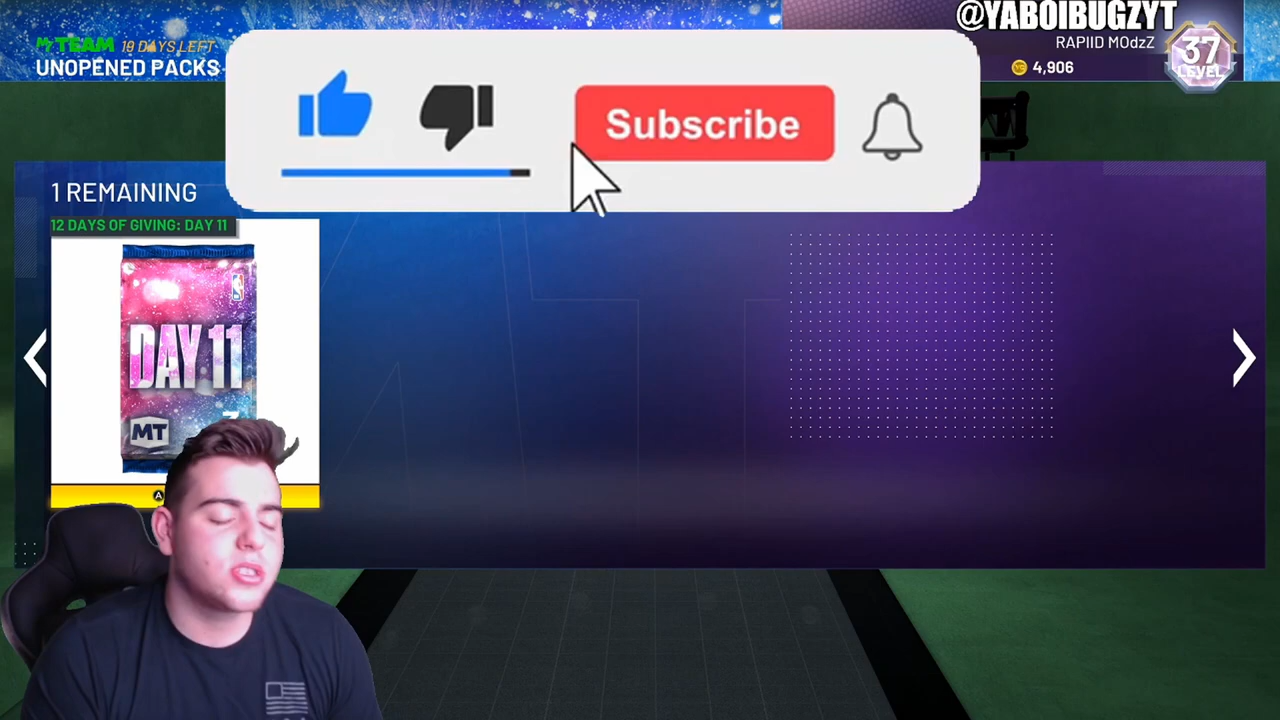 @YABOIBUGZYT
MYTEAM 19 DAYS LEFT
UNOPENED PACKS
RAPIID MOdzZ
4,906
37
LEVEL
Subscribe
1 REMAINING
12 DAYS OF GIVING: DAY 11
DAY 11
MT
A